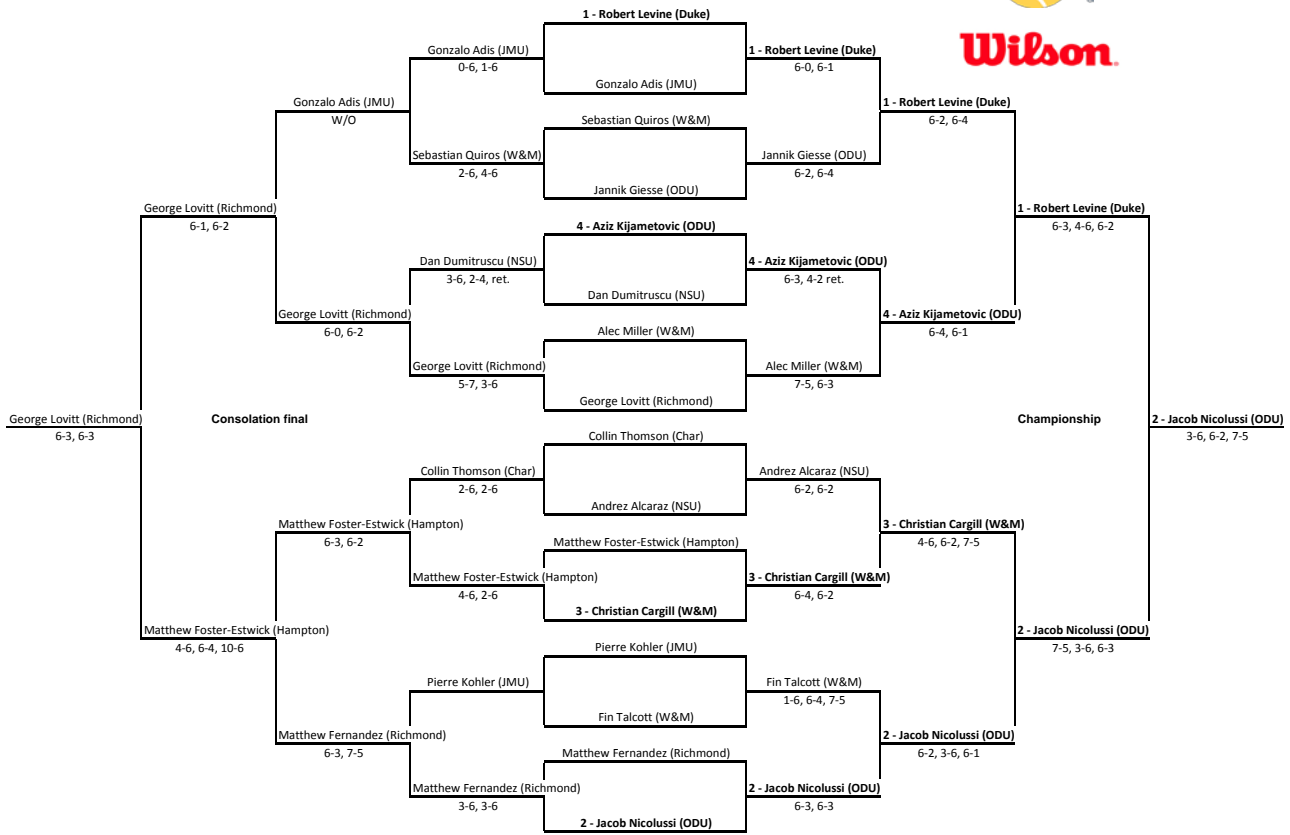 1 - Robert Levine (Duke)
Gonzalo Adis (JMU)
1 - Robert Levine (Duke)
Wilson
0-6, 1-6
6-0, 6-1
Gonzalo Adis (JMU)
Gonzalo Adis (JMU)
1 - Robert Levine (Duke)
W/O
6-2, 6-4
Sebastian Quiros (W&M)
Sebastian Quiros (W&M)
Jannik Giesse (ODU)
2-6, 4-6
6-2, 6-4
Jannik Giesse (ODU)
George Lovitt (Richmond)
1 - Robert Levine (Duke)
6-1, 6-2
6-3, 4-6, 6-2
4 - Aziz Kijametovic (ODU)
Dan Dumitruscu (NSU)
4 - Aziz Kijametovic (ODU)
3-6, 2-4, ret.
6-3, 4-2 ret.
Dan Dumitruscu (NSU)
George Lovitt (Richmond)
4 - Aziz Kijametovic (ODU)
6-0, 6-2
6-4, 6-1
Alec Miller (W&M)
George Lovitt (Richmond)
Alec Miller (W&M)
5-7, 3-6
7-5, 6-3
George Lovitt (Richmond)
George Lovitt (Richmond)
Consolation final
Championship
2 - Jacob Nicolussi (ODU)
6-3, 6-3
3-6, 6-2, 7-5
Collin Thomson (Char)
Collin Thomson (Char)
Andrez Alcaraz (NSU)
2-6, 2-6
6-2, 6-2
Andrez Alcaraz (NSU)
Matthew Foster-Estwick (Hampton)
3 - Christian Cargill (W&M)
6-3, 6-2
4-6, 6-2, 7-5
Matthew Foster-Estwick (Hampton)
Matthew Foster-Estwick (Hampton)
3 - Christian Cargill (W&M)
4-6, 2-6
6-4, 6-2
3 - Christian Cargill (W&M)
Matthew Foster-Estwick (Hampton)
2 - Jacob Nicolussi (ODU)
4-6, 6-4, 10-6
7-5, 3-6, 6-3
Pierre Kohler (JMU)
Pierre Kohler (JMU)
Fin Talcott (W&M)
1-6, 6-4, 7-5
Fin Talcott (W&M)
Matthew Fernandez (Richmond)
2 - Jacob Nicolussi (ODU)
6-3, 7-5
6-2, 3-6, 6-1
Matthew Fernandez (Richmond)
Matthew Fernandez (Richmond)
2 - Jacob Nicolussi (ODU)
3-6, 3-6
6-3, 6-3
2 - Jacob Nicolussi (ODU)